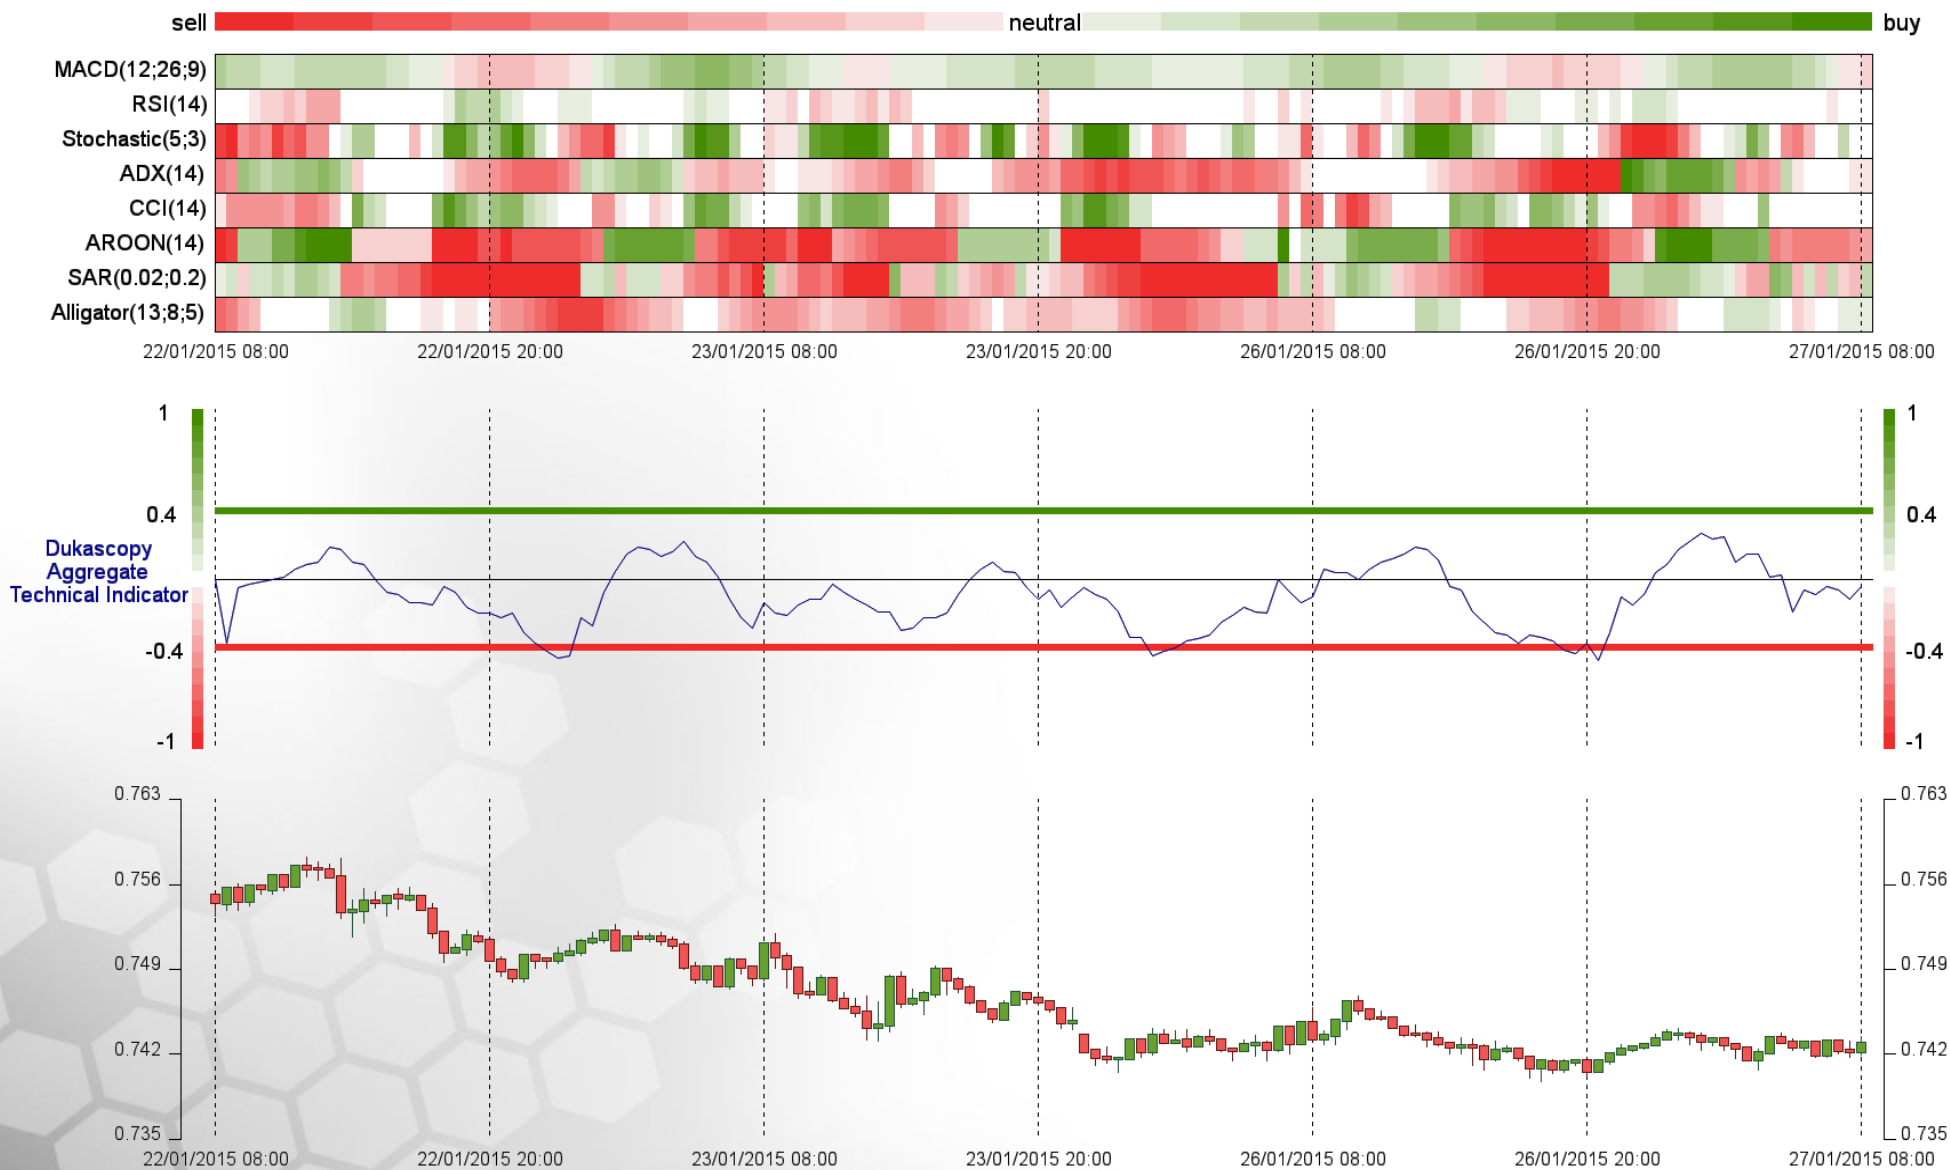 sell neutral buy
MACD(12;26;9)
RSI(14)
Stochastic(5;3)
ADX(14)
CCI(14)
AROON(14)
SAR(0.02;0.2)
Alligator(13;8;5)
22/01/2015 08:00 22/01/2015 20:00 23/01/2015 08:00 23/01/2015 20:00 26/01/2015 08:00 26/01/2015 20:00 27/01/2015 08:00
1 1
0.4 0.4
Dukascopy
Aggregate
Technical Indicator
-0.4 -0.4
-1 -1
0.763 0.763
0.756 0.756
0.749 0.749
0.742 0.742
0.735 0.735
22/01/2015 08:00 22/01/2015 20:00 23/01/2015 08:00 23/01/2015 20:00 26/01/2015 08:00 26/01/2015 20:00 27/01/2015 08:00